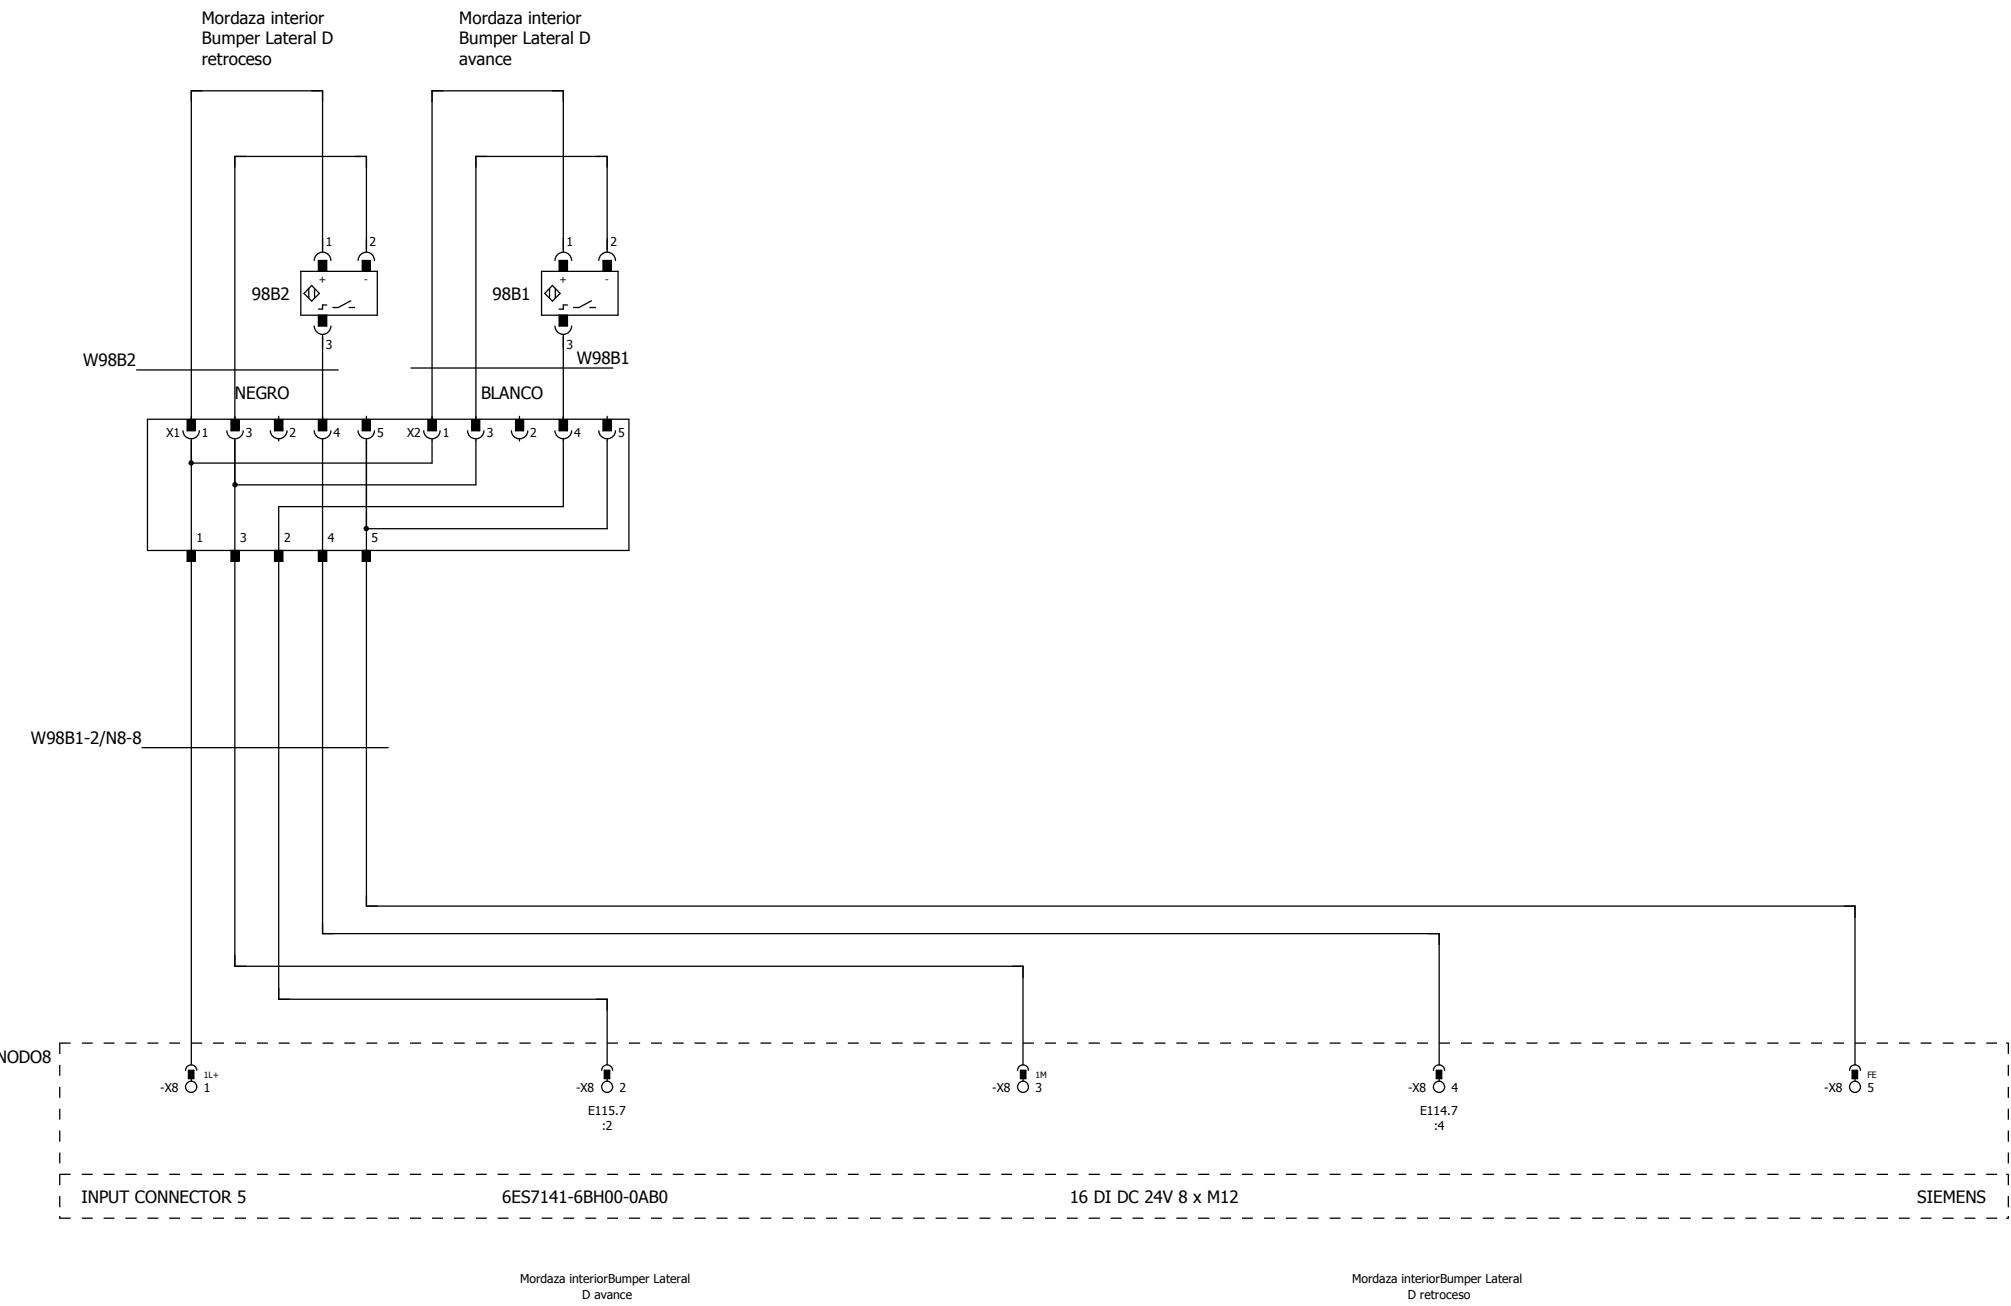 Mordaza interior
Bumper Lateral D
retroceso
Mordaza interior
Bumper Lateral D
avance
1 2
1 2
+ -
+ -
98B2
98B1
3
3
W98B2
W98B1
NEGRO
BLANCO
X1 1 3 2 4 5 X2 1 3 2 4 5
1 3 2 4 5
W98B1-2/N8-8
NODO8
1L+
-X8 1
-X8 2
E115.7
:2
1M
-X8 3
-X8 4
E114.7
:4
FE
-X8 5
INPUT CONNECTOR 5
6ES7141-6BH00-0AB0
16 DI DC 24V 8 x M12
SIEMENS
Mordaza interiorBumper Lateral
D avance
Mordaza interiorBumper Lateral
D retroceso